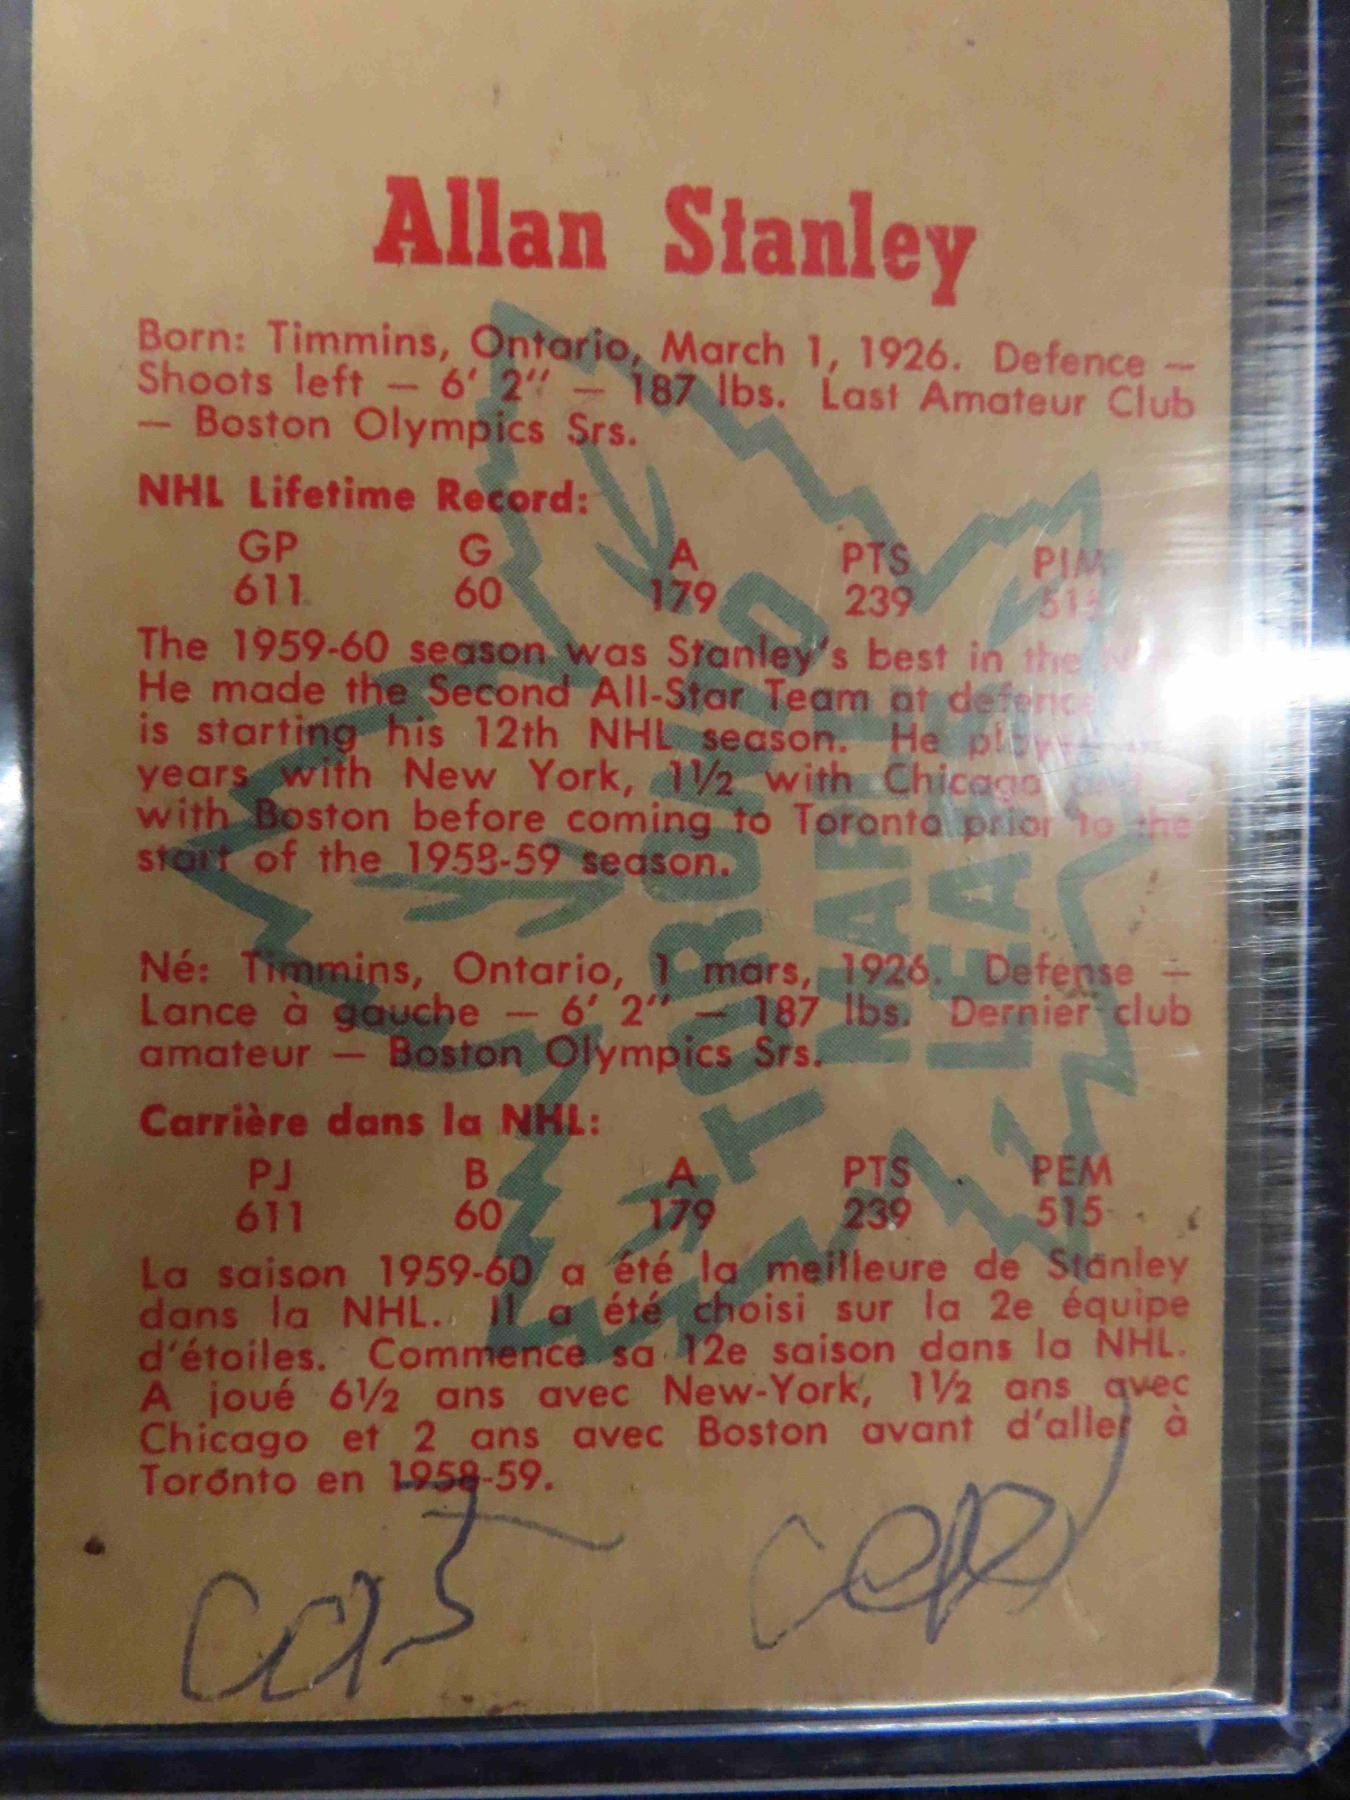 Allan Stanley
Born: Timmins, Ontario, March 1, 1926. Defence —
Shoots left — 6' 2" — 187 lbs. Last Amateur Club
— Boston Olympics Srs.
NHL Lifetime Record:
GP G A PTS PIM
611 60 179 239 515
The 1959-60 season was Stanley's best in the
He made the Second All-Star Team at defence
is starting his 12th NHL season. He played
years with New York, 1½ with Chicago and
with Boston before coming to Toronto prior to the
start of the 1958-59 season.
Né: Timmins, Ontario, 1 mars, 1926. Defense —
Lance à gauche — 6' 2" — 187 lbs. Dernier club
amateur — Boston Olympics Srs.
Carrière dans la NHL:
PJ B A PTS PEM
611 60 179 239 515
La saison 1959-60 a été la meilleure de Stanley
dans la NHL. Il a été choisi sur la 2e équipe
d'étoiles. Commence sa 12e saison dans la NHL.
A joué 6½ ans avec New-York, 1½ ans avec
Chicago et 2 ans avec Boston avant d'aller à
Toronto en 1958-59.
TORONTO
MAPLE
LEAFS